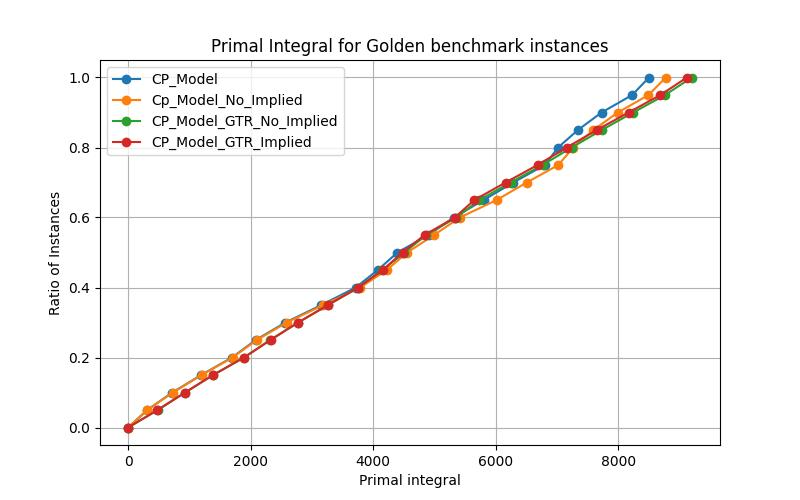 Primal Integral for Golden benchmark instances
CP_Model
Cp_Model_No_Implied
CP_Model_GTR_No_Implied
CP_Model_GTR_Implied
1.0
0.8
0.6
0.4
0.2
0.0
Ratio of Instances
0 2000 4000 6000 8000
Primal integral